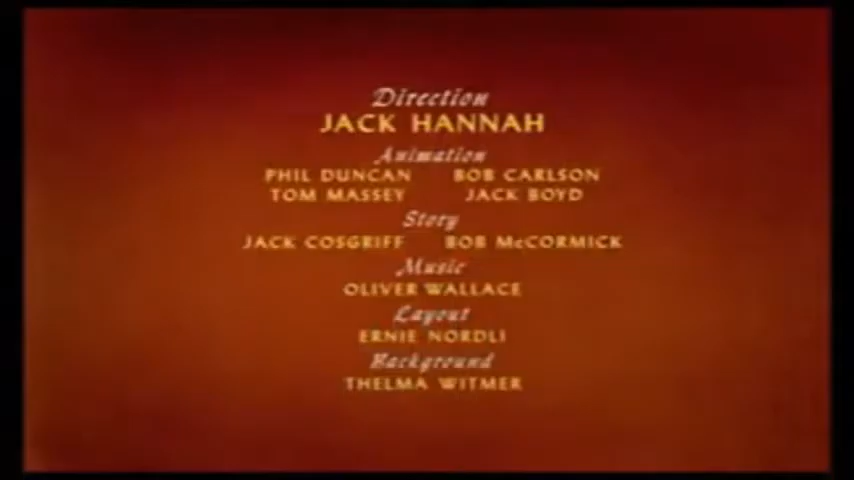 Direction
JACK HANNAH
Animation
PHIL DUNCAN BOB CARLSON
TOM MASSEY JACK BOYD
Story
JACK COSGRIFF BOB McCORMICK
Music
OLIVER WALLACE
Layout
ERNIE NORDLI
Background
THELMA WITMER